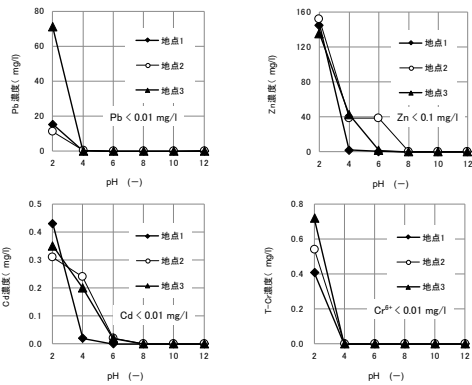 80
60
40
20
0
Pb濃度( mg/l)
地点1
地点2
地点3
Pb < 0.01 mg/l
2 4 6 8 10 12
pH (－)
160
120
80
40
0
Zn濃度( mg/l)
地点1
地点2
地点3
Zn < 0.1 mg/l
2 4 6 8 10 12
pH (－)
0.5
0.4
0.3
0.2
0.1
0.0
Cd濃度( mg/l)
地点1
地点2
地点3
Cd < 0.01 mg/l
2 4 6 8 10 12
pH (－)
0.8
0.6
0.4
0.2
0.0
T-Cr濃度( mg/l)
地点1
地点2
地点3
Cr⁶⁺ < 0.01 mg/l
2 4 6 8 10 12
pH (－)